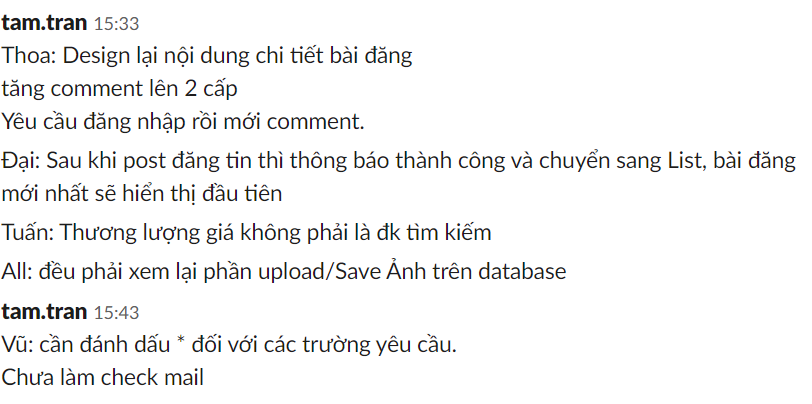 tam.tran 15:33
Thoa: Design lại nội dung chi tiết bài đăng
tăng comment lên 2 cấp
Yêu cầu đăng nhập rồi mới comment.
Đại: Sau khi post đăng tin thì thông báo thành công và chuyển sang List, bài đăng
mới nhất sẽ hiển thị đầu tiên
Tuấn: Thương lượng giá không phải là đk tìm kiếm
All: đều phải xem lại phần upload/Save Ảnh trên database
tam.tran 15:43
Vũ: cần đánh dấu * đối với các trường yêu cầu.
Chưa làm check mail